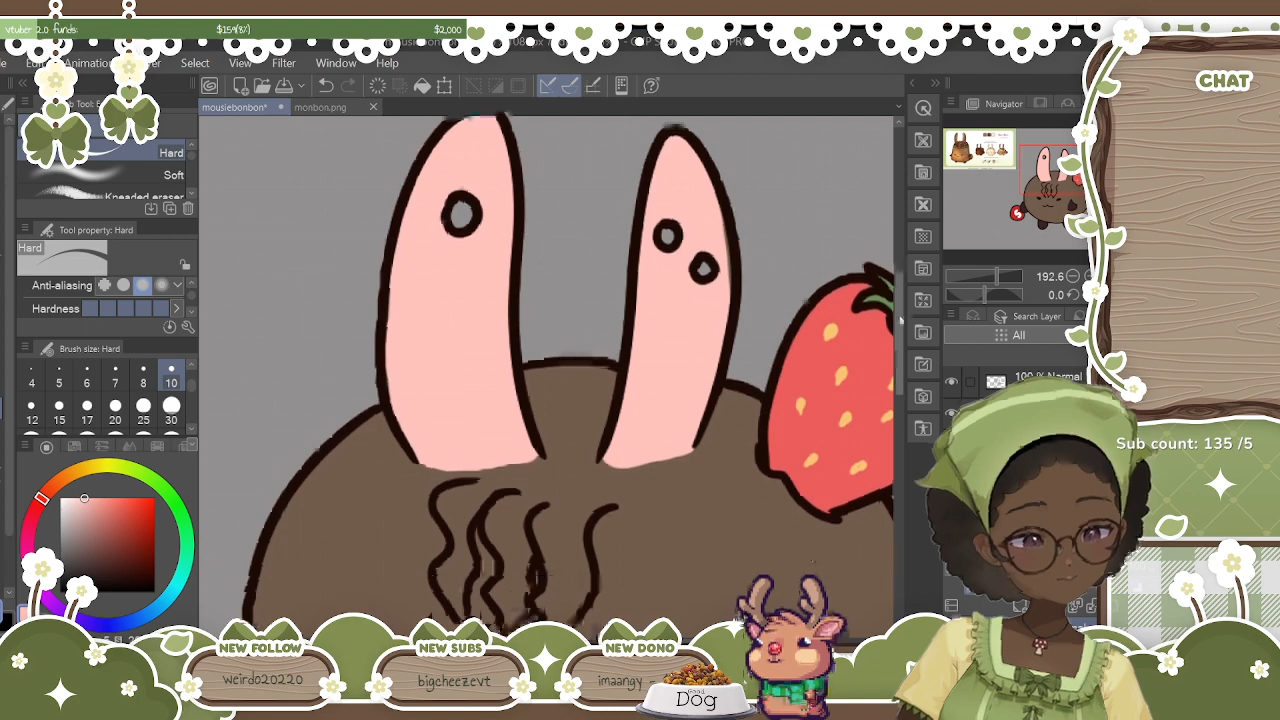 vtuber 2.0 funds:
$159(8%)
$2,000
Select
View
Filter
Window
Help
CHAT
mousiebonbon*
monbon.png
Navigator
Hard
Soft
Kneaded eraser
Tool property: Hard
Hard
Anti-aliasing
Hardness
192.6
0.0
Search Layer
All
Brush size: Hard
4 5 6 7 8 10
12 15 17 20 25 30
100 % Normal
Sub count: 135 /5
NEW FOLLOW
weirdo20220
NEW SUBS
bigcheezevt
NEW DONO
imaangy -
Dog